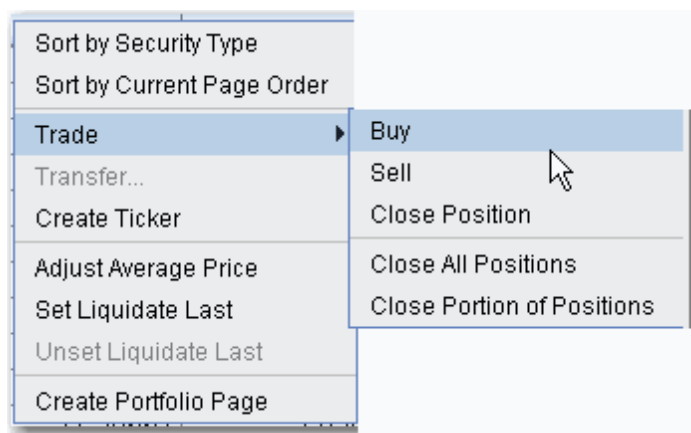 Sort by Security Type
Sort by Current Page Order
Trade
Transfer...
Create Ticker
Adjust Average Price
Set Liquidate Last
Unset Liquidate Last
Create Portfolio Page
Buy
Sell
Close Position
Close All Positions
Close Portion of Positions